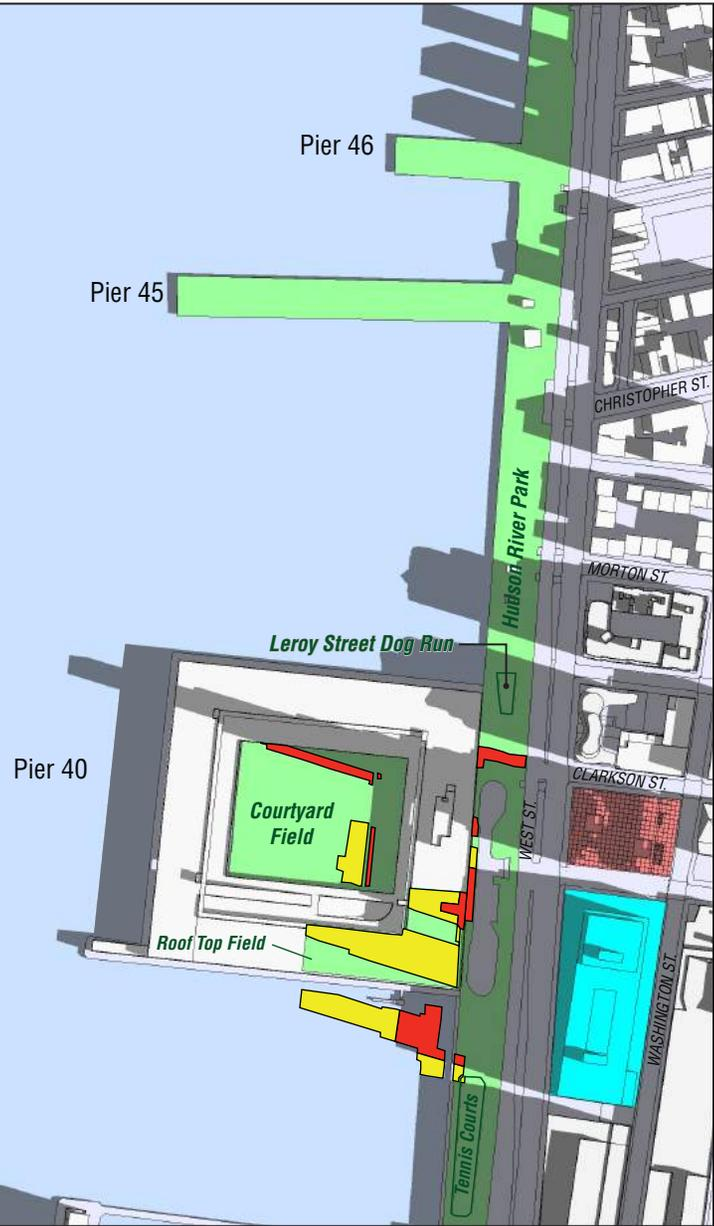 Pier 46
Pier 45
CHRISTOPHER ST.
Hudson River Park
MORTON ST.
Leroy Street Dog Run
Pier 40
CLARKSON ST.
Courtyard
Field
WEST ST.
Roof Top Field
WASHINGTON ST.
Tennis Courts